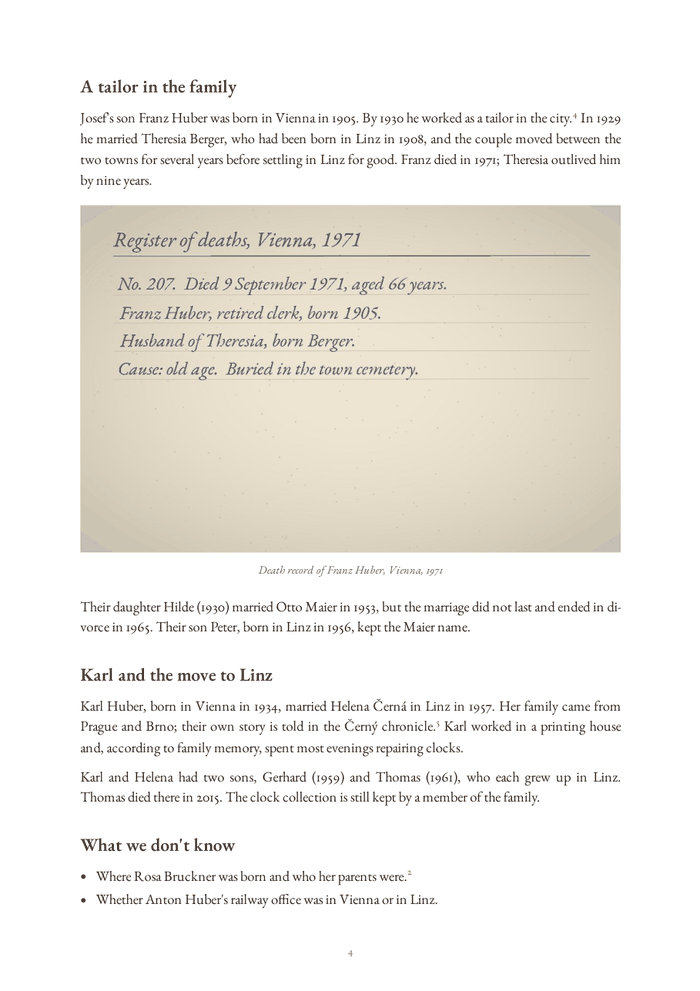 A tailor in the family
Josef's son Franz Huber was born in Vienna in 1905. By 1930 he worked as a tailor in the city.⁴ In 1929
he married Theresia Berger, who had been born in Linz in 1908, and the couple moved between the
two towns for several years before settling in Linz for good. Franz died in 1971; Theresia outlived him
by nine years.
Register of deaths, Vienna, 1971
No. 207. Died 9 September 1971, aged 66 years.
Franz Huber, retired clerk, born 1905.
Husband of Theresia, born Berger.
Cause: old age. Buried in the town cemetery.
Death record of Franz Huber, Vienna, 1971
Their daughter Hilde (1930) married Otto Maier in 1953, but the marriage did not last and ended in di-
vorce in 1965. Their son Peter, born in Linz in 1956, kept the Maier name.
Karl and the move to Linz
Karl Huber, born in Vienna in 1934, married Helena Černá in Linz in 1957. Her family came from
Prague and Brno; their own story is told in the Černý chronicle.⁵ Karl worked in a printing house
and, according to family memory, spent most evenings repairing clocks.
Karl and Helena had two sons, Gerhard (1959) and Thomas (1961), who each grew up in Linz.
Thomas died there in 2015. The clock collection is still kept by a member of the family.
What we don't know
• Where Rosa Bruckner was born and who her parents were.²
• Whether Anton Huber's railway office was in Vienna or in Linz.
4